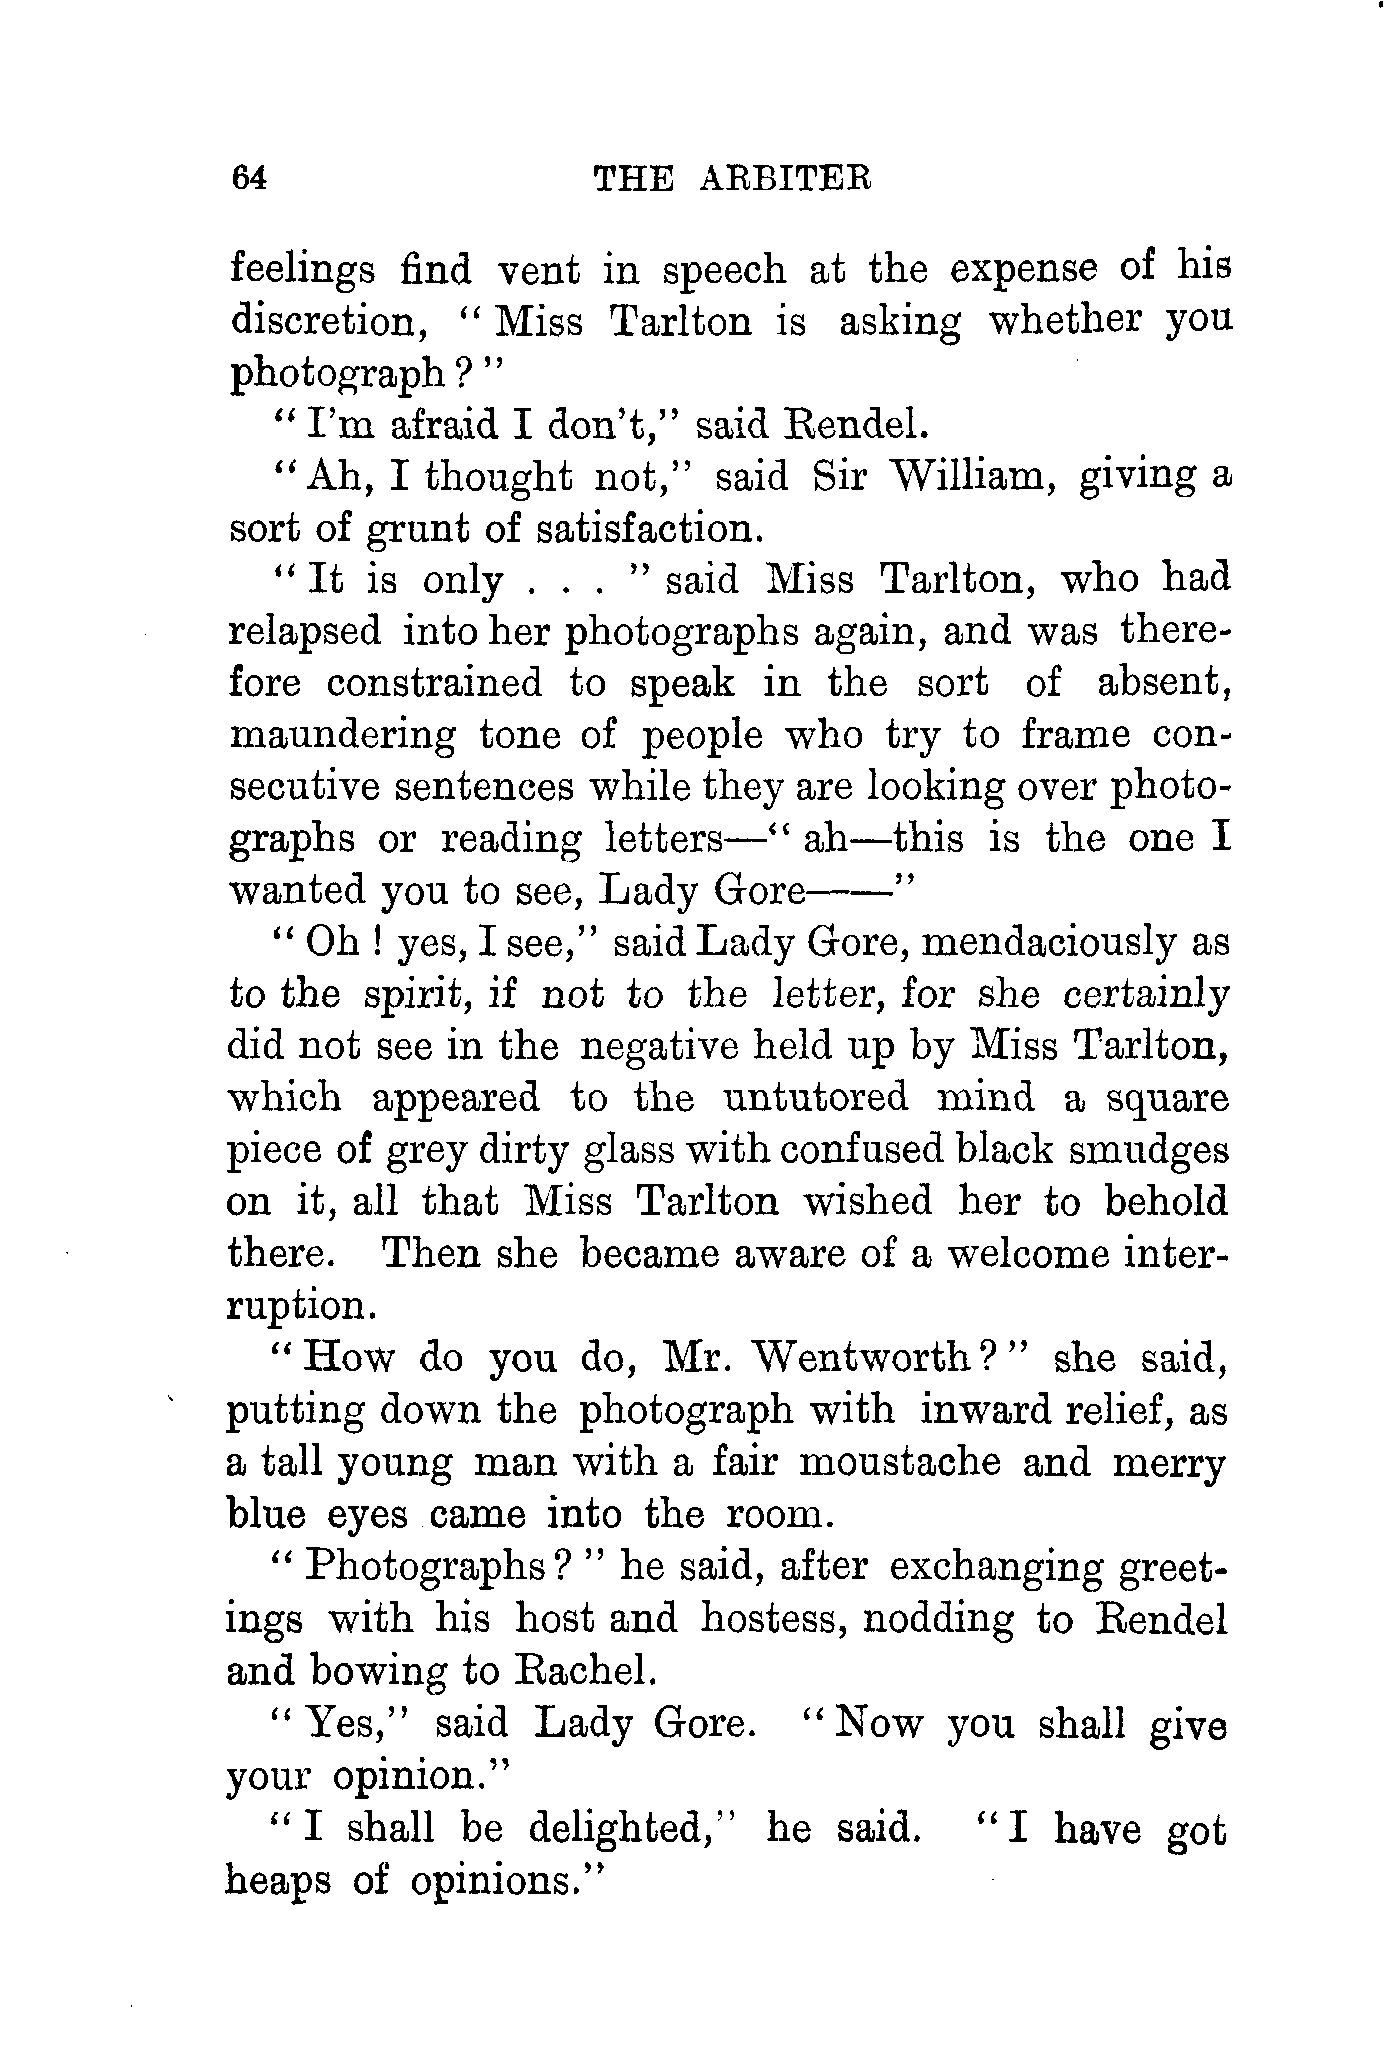 64 THE ARBITER
feelings find vent in speech at the expense of his
discretion, “ Miss Tarlton is asking whether you
photograph ? ”
“ I’m afraid I don’t,” said Rendel.
“ Ah, I thought not,” said Sir William, giving a
sort of grunt of satisfaction.
“ It is only . . . ” said Miss Tarlton, who had
relapsed into her photographs again, and was there-
fore constrained to speak in the sort of absent,
maundering tone of people who try to frame con-
secutive sentences while they are looking over photo-
graphs or reading letters—“ ah—this is the one I
wanted you to see, Lady Gore——”
“ Oh ! yes, I see,” said Lady Gore, mendaciously as
to the spirit, if not to the letter, for she certainly
did not see in the negative held up by Miss Tarlton,
which appeared to the untutored mind a square
piece of grey dirty glass with confused black smudges
on it, all that Miss Tarlton wished her to behold
there. Then she became aware of a welcome inter-
ruption.
“ How do you do, Mr. Wentworth ? ” she said,
putting down the photograph with inward relief, as
a tall young man with a fair moustache and merry
blue eyes came into the room.
“ Photographs ? ” he said, after exchanging greet-
ings with his host and hostess, nodding to Rendel
and bowing to Rachel.
“ Yes,” said Lady Gore. “ Now you shall give
your opinion.”
“ I shall be delighted,” he said. “ I have got
heaps of opinions.”